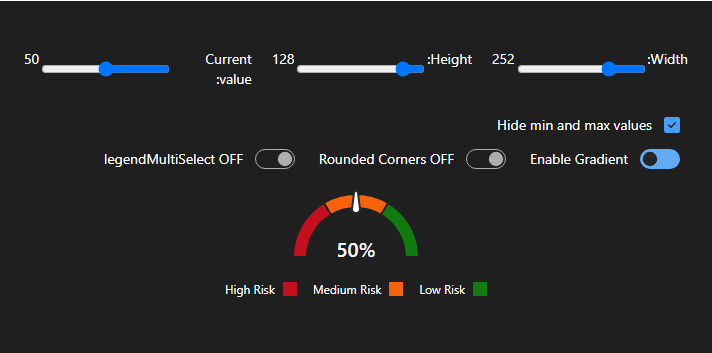 50
Current
:value
128
:Height
252
:Width
Hide min and max values
legendMultiSelect OFF
Rounded Corners OFF
Enable Gradient
50%
High Risk
Medium Risk
Low Risk